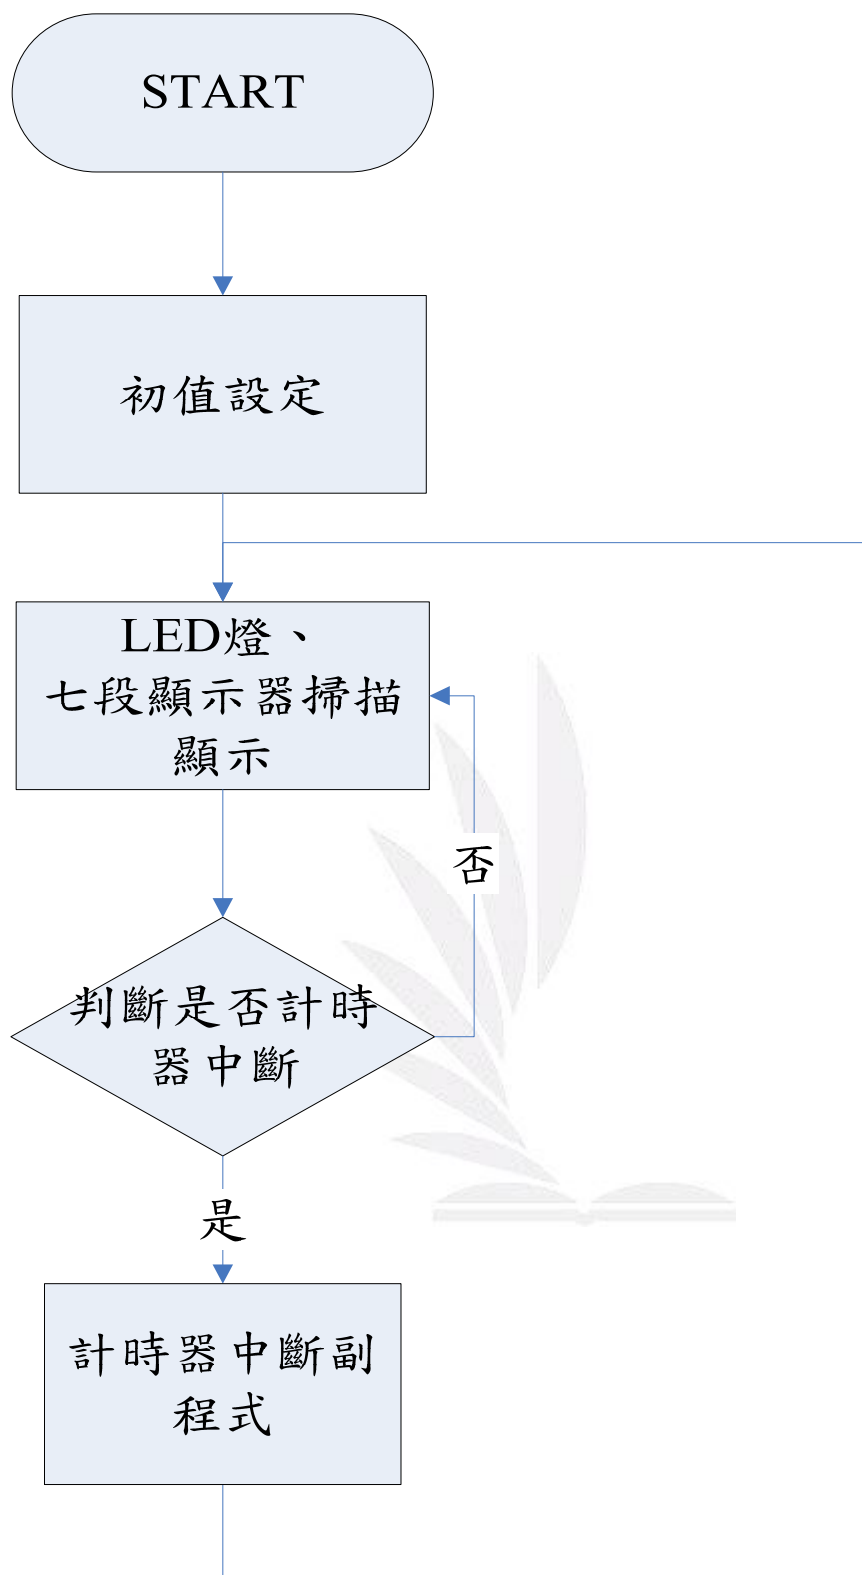 START
初值設定
LED燈、
七段顯示器掃描
顯示
否
判斷是否計時
器中斷
是
計時器中斷副
程式